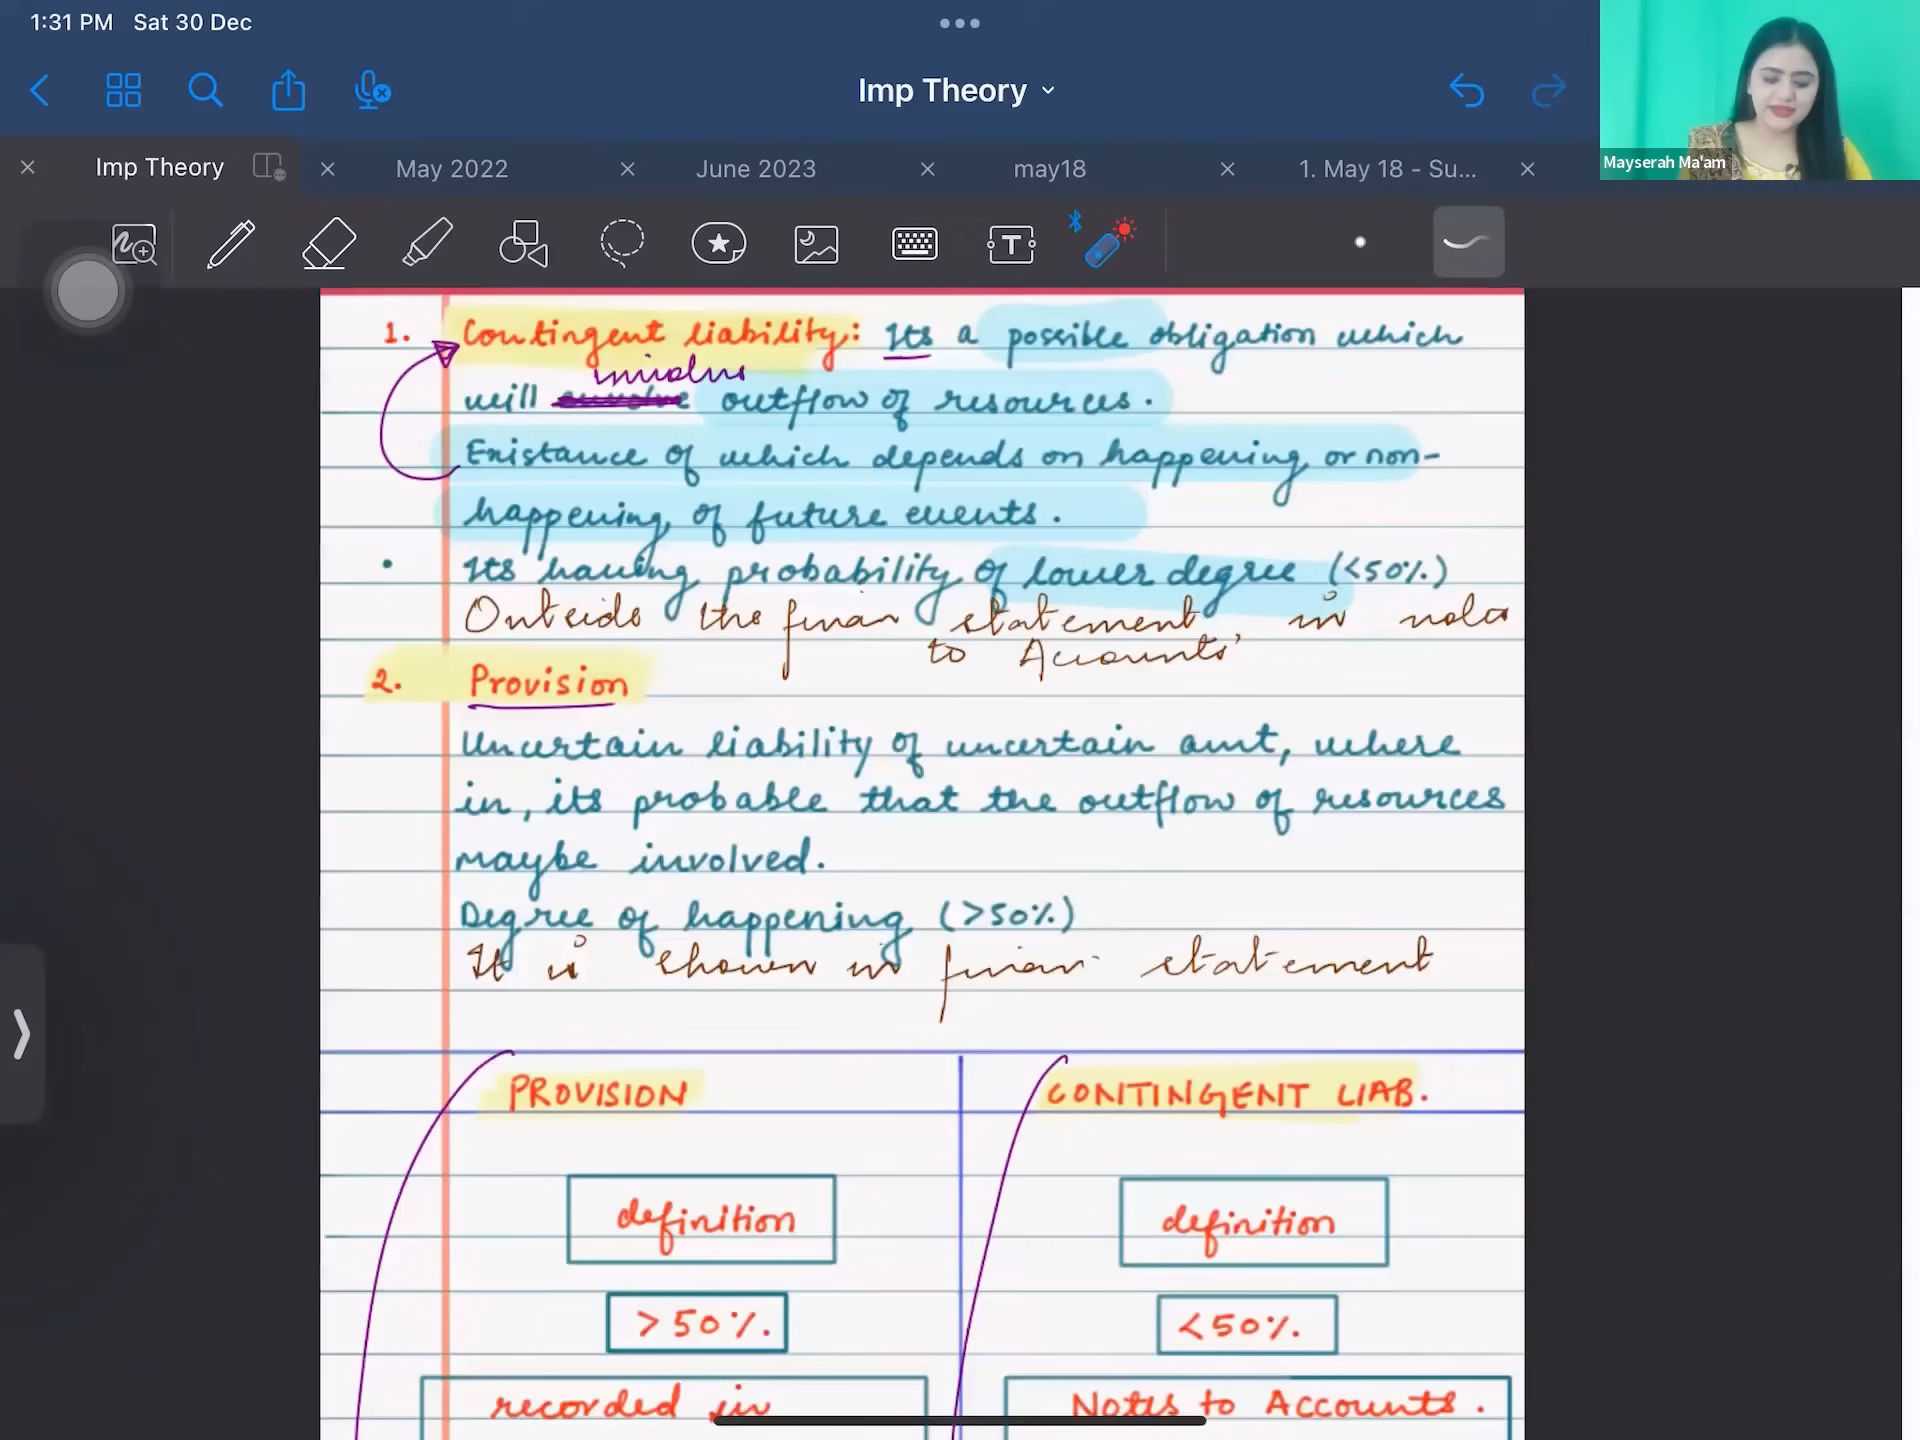 1:31 PM Sat 30 Dec
Imp Theory
Mayserah Ma'am
Imp Theory
May 2022
June 2023
may18
1. May 18 - Su...
T
1. Contingent liability: Its a possible obligation which
involve
will outflow of resources.
Existance of which depends on happening or non-
happening of future events.
• Its having probability of lower degree (<50%)
Outside the finan statement, in notes
to Accounts'
2. Provision
Uncertain liability of uncertain amt, where
in, its probable that the outflow of resources
maybe involved.
Degree of happening (>50%)
It is shown in finan. statement
PROVISION CONTINGENT LIAB.
definition definition
>50%. <50%.
recorded in Notes to Accounts.